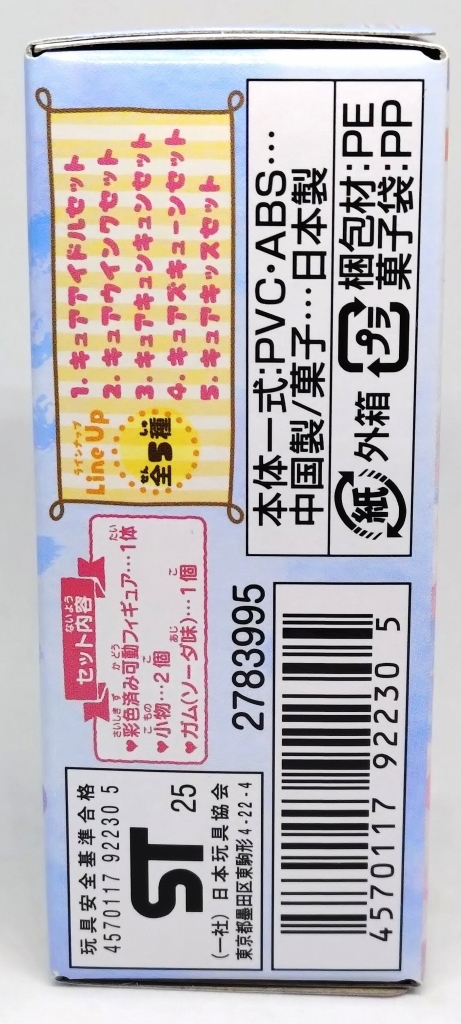 ラインナップ
Line Up
全5種
ぜん しゅ
1. キュアアイドルセット
2. キュアウインクセット
3. キュアキュンキュンセット
4. キュアズキューンセット
5. キュアキッスセット
本体一式:PVC・ABS…
中国製/菓子…日本製
紙 外箱 プラ 梱包材:PE
菓子袋:PP
ないよう
セット内容
さいしき ず かどう たい
♥彩色済み可動フィギュア…1体
こもの こ
♥小物…2個
あじ こ
♥ガム(ソーダ味)…1個
2783995
玩具安全基準合格
4570117 92230 5
ST 25
(一社) 日本玩具協会
東京都墨田区東駒形4-22-4
4570117 922305